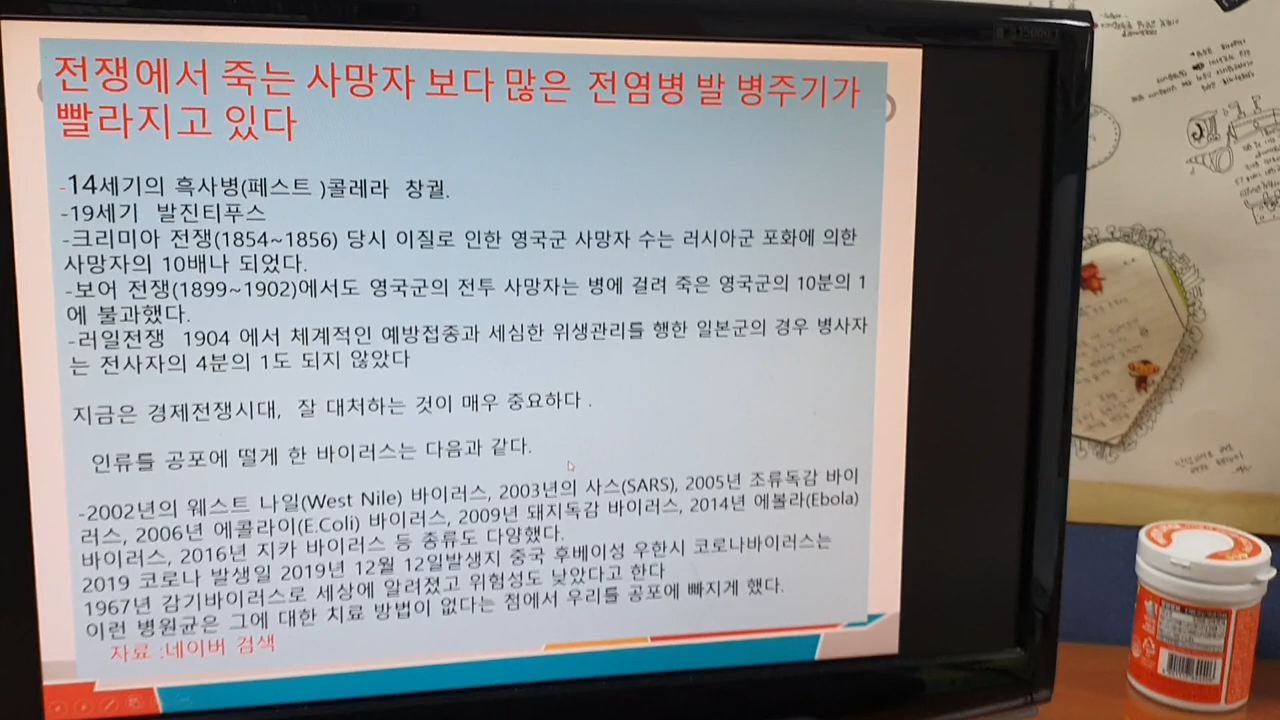 전쟁에서 죽는 사망자 보다 많은 전염병 발 병주기가
빨라지고 있다
-14세기의 흑사병(페스트 )콜레라 창궐.
-19세기 발진티푸스
-크리미아 전쟁(1854~1856) 당시 이질로 인한 영국군 사망자 수는 러시아군 포화에 의한
사망자의 10배나 되었다.
-보어 전쟁(1899~1902)에서도 영국군의 전투 사망자는 병에 걸려 죽은 영국군의 10분의 1
에 불과했다.
-러일전쟁 1904 에서 체계적인 예방접종과 세심한 위생관리를 행한 일본군의 경우 병사자
는 전사자의 4분의 1도 되지 않았다
지금은 경제전쟁시대, 잘 대처하는 것이 매우 중요하다 .
인류를 공포에 떨게 한 바이러스는 다음과 같다.
-2002년의 웨스트 나일(West Nile) 바이러스, 2003년의 사스(SARS), 2005년 조류독감 바이
러스, 2006년 에콜라이(E.Coli) 바이러스, 2009년 돼지독감 바이러스, 2014년 에볼라(Ebola)
바이러스, 2016년 지카 바이러스 등 종류도 다양했다.
2019 코로나 발생일 2019년 12월 12일발생지 중국 후베이성 우한시 코로나바이러스는
1967년 감기바이러스로 세상에 알려졌고 위험성도 낮았다고 한다
이런 병원균은 그에 대한 치료 방법이 없다는 점에서 우리를 공포에 빠지게 했다.
자료 :네이버 검색